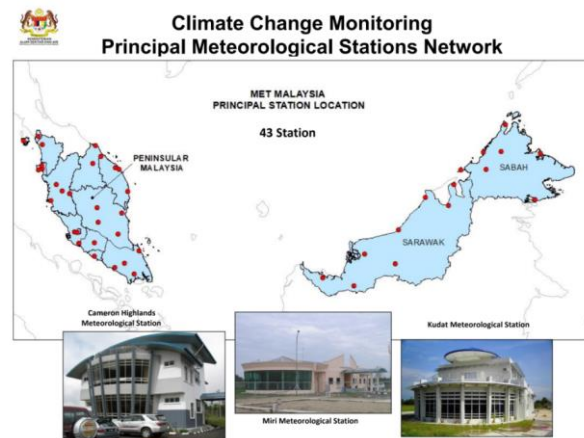 Climate Change Monitoring
Principal Meteorological Stations Network
MET MALAYSIA
PRINCIPAL STATION LOCATION
43 Station
PENINSULAR
MALAYSIA
SABAH
SARAWAK
Cameron Highlands
Meteorological Station
Miri Meteorological Station
Kudat Meteorological Station